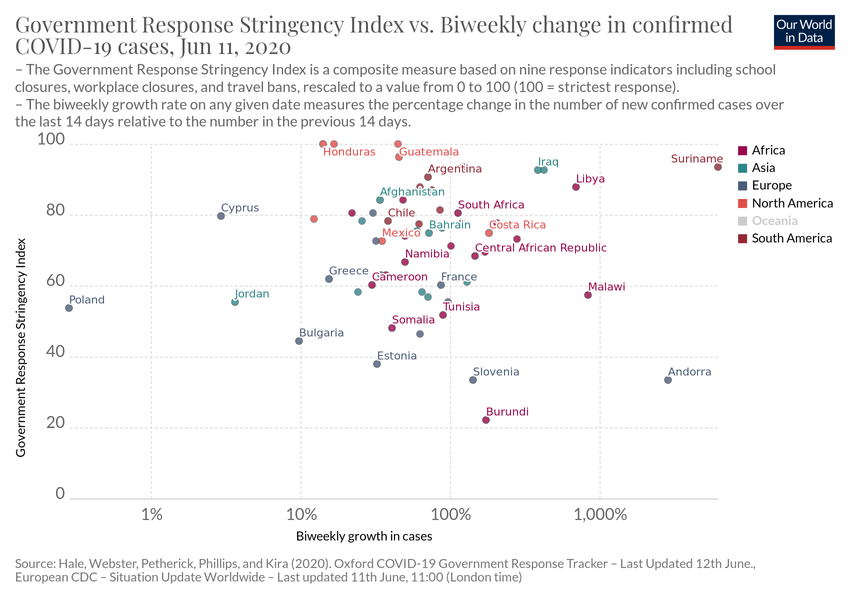 Government Response Stringency Index vs. Biweekly change in confirmed
COVID-19 cases, Jun 11, 2020
Our World
in Data
– The Government Response Stringency Index is a composite measure based on nine response indicators including school
closures, workplace closures, and travel bans, rescaled to a value from 0 to 100 (100 = strictest response).
– The biweekly growth rate on any given date measures the percentage change in the number of new confirmed cases over
the last 14 days relative to the number in the previous 14 days.
100
80
60
40
20
0
Government Response Stringency Index
Honduras
Guatemala
Argentina
Iraq
Suriname
Libya
Afghanistan
Cyprus
Chile
South Africa
Mexico
Bahrain
Costa Rica
Namibia
Central African Republic
Greece
Cameroon
France
Malawi
Poland
Jordan
Tunisia
Somalia
Bulgaria
Estonia
Slovenia
Andorra
Burundi
1%
10%
100%
1,000%
Biweekly growth in cases
Africa
Asia
Europe
North America
Oceania
South America
Source: Hale, Webster, Petherick, Phillips, and Kira (2020). Oxford COVID-19 Government Response Tracker – Last Updated 12th June.,
European CDC – Situation Update Worldwide – Last updated 11th June, 11:00 (London time)